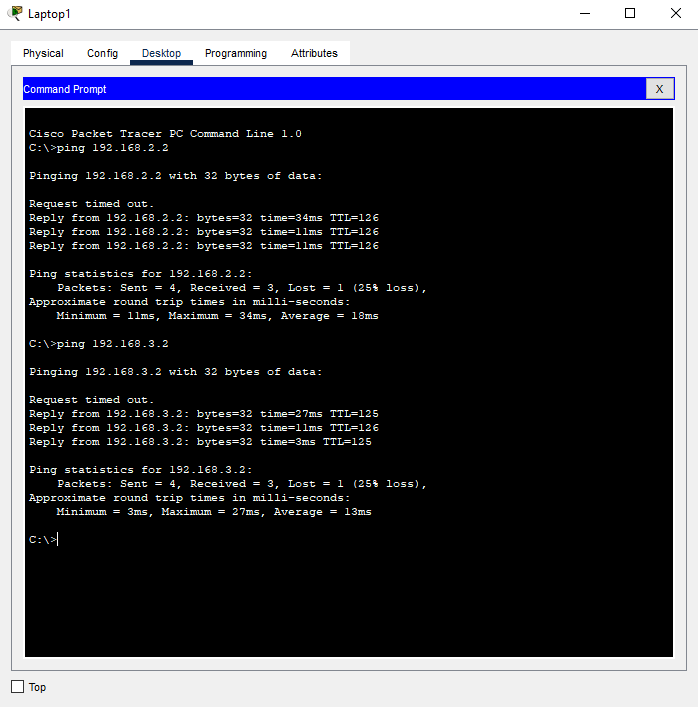 Laptop1
Physical Config Desktop Programming Attributes
Command Prompt X
Cisco Packet Tracer PC Command Line 1.0
C:\>ping 192.168.2.2
Pinging 192.168.2.2 with 32 bytes of data:
Request timed out.
Reply from 192.168.2.2: bytes=32 time=34ms TTL=126
Reply from 192.168.2.2: bytes=32 time=11ms TTL=126
Reply from 192.168.2.2: bytes=32 time=11ms TTL=126
Ping statistics for 192.168.2.2:
    Packets: Sent = 4, Received = 3, Lost = 1 (25% loss),
Approximate round trip times in milli-seconds:
    Minimum = 11ms, Maximum = 34ms, Average = 18ms
C:\>ping 192.168.3.2
Pinging 192.168.3.2 with 32 bytes of data:
Request timed out.
Reply from 192.168.3.2: bytes=32 time=27ms TTL=125
Reply from 192.168.3.2: bytes=32 time=11ms TTL=126
Reply from 192.168.3.2: bytes=32 time=3ms TTL=125
Ping statistics for 192.168.3.2:
    Packets: Sent = 4, Received = 3, Lost = 1 (25% loss),
Approximate round trip times in milli-seconds:
    Minimum = 3ms, Maximum = 27ms, Average = 13ms
C:\>
Top